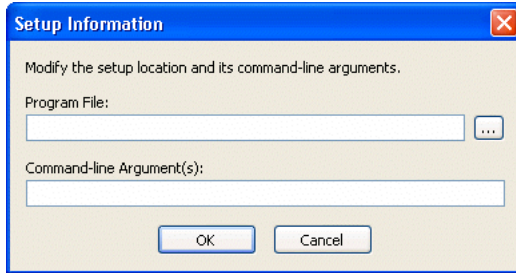 Setup Information
Modify the setup location and its command-line arguments.
Program File:
...
Command-line Argument(s):
OK Cancel